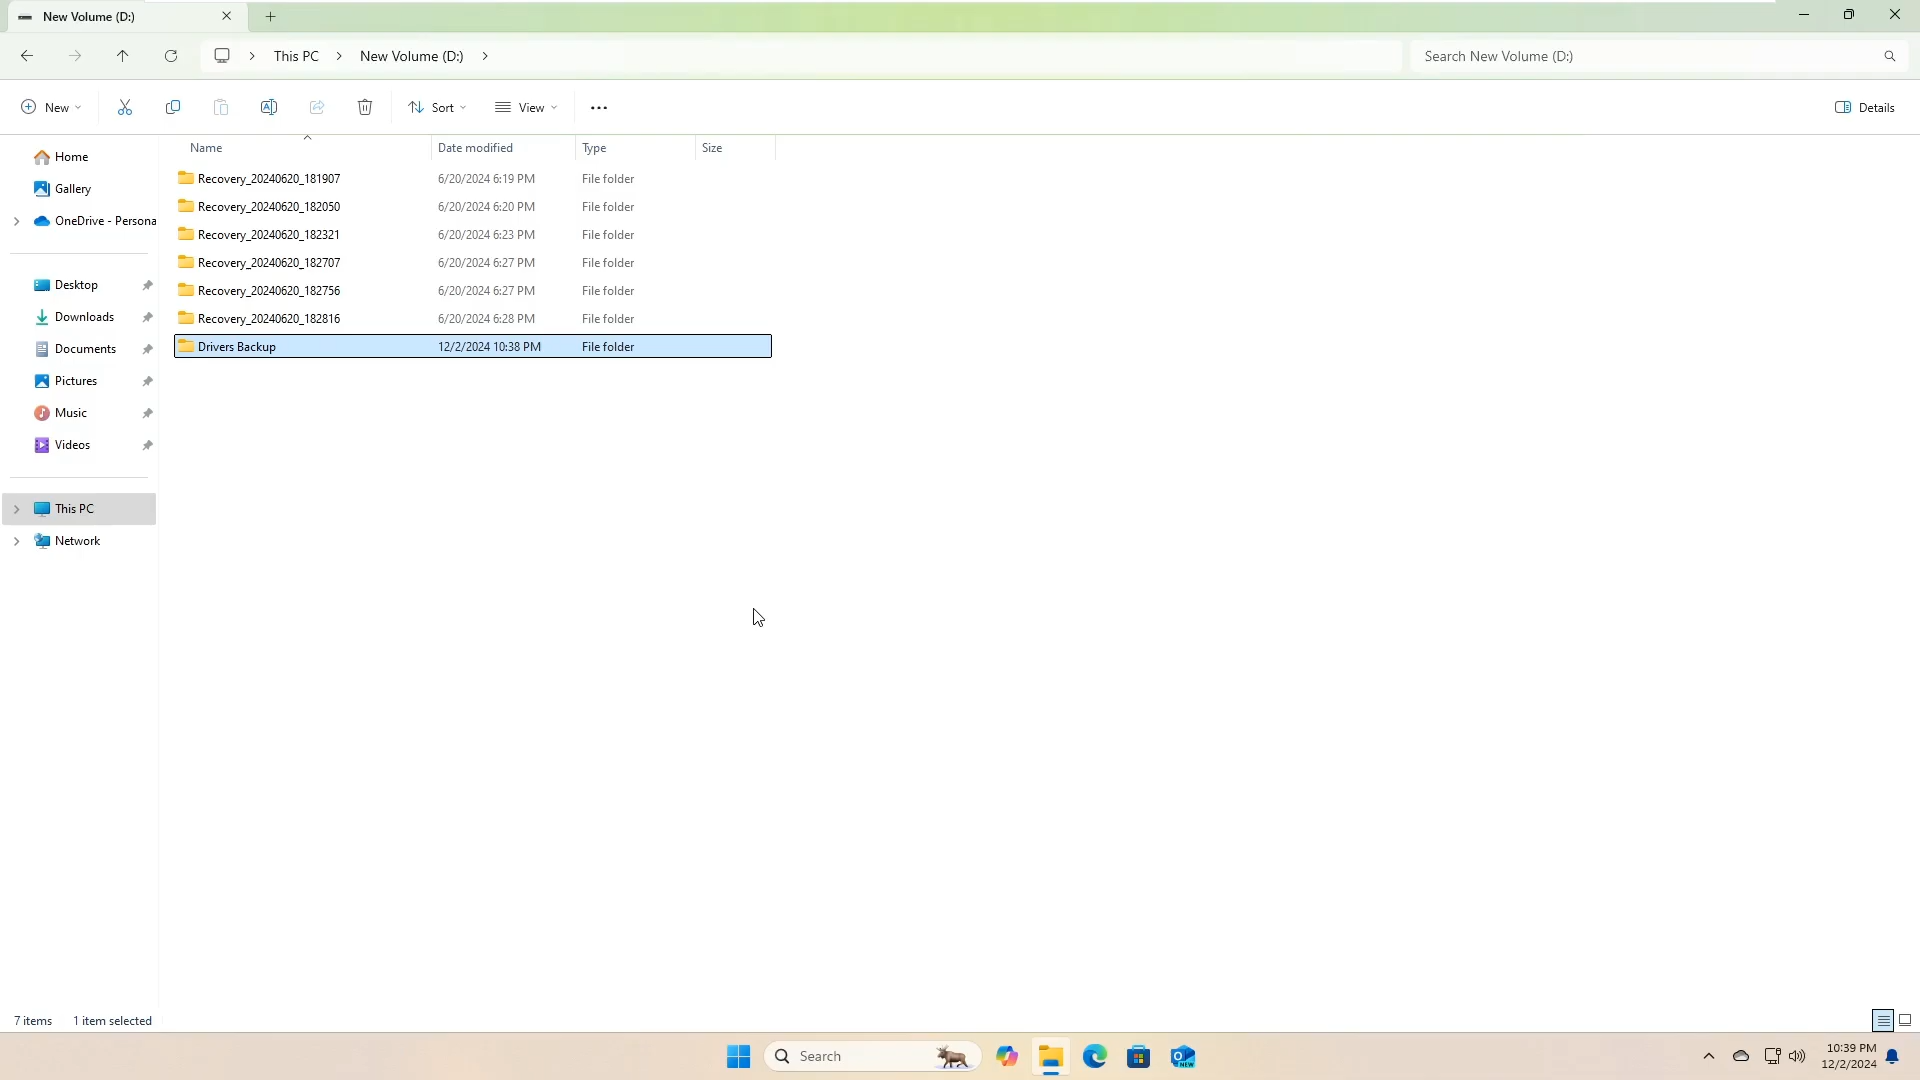 New Volume (D:)
This PC > New Volume (D:) >
Search New Volume (D:)
New
Sort
View
Details
Name Date modified Type Size
Recovery_20240620_181907 6/20/2024 6:19 PM File folder
Recovery_20240620_182050 6/20/2024 6:20 PM File folder
Recovery_20240620_182321 6/20/2024 6:23 PM File folder
Recovery_20240620_182707 6/20/2024 6:27 PM File folder
Recovery_20240620_182756 6/20/2024 6:27 PM File folder
Recovery_20240620_182816 6/20/2024 6:28 PM File folder
Drivers Backup 12/2/2024 10:38 PM File folder
Home
Gallery
OneDrive - Persona
Desktop
Downloads
Documents
Pictures
Music
Videos
This PC
Network
7 items 1 item selected
Search
NEW
10:39 PM
12/2/2024